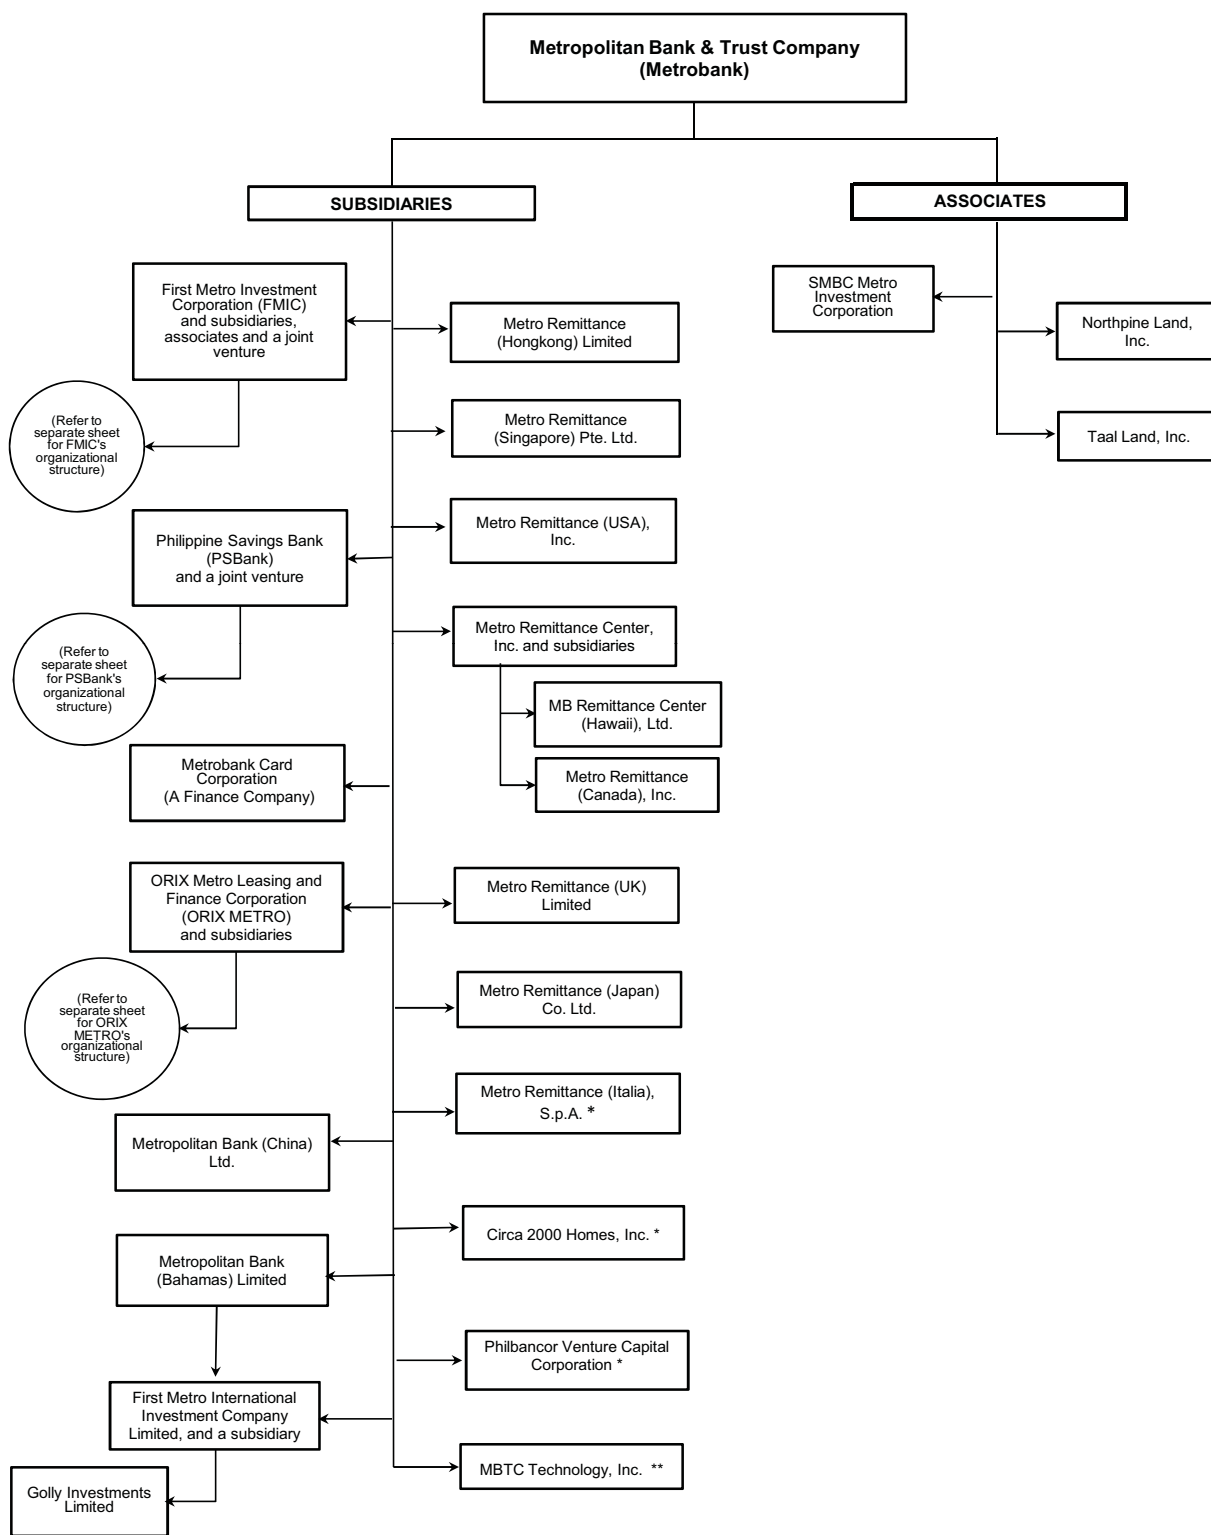 Metropolitan Bank & Trust Company
(Metrobank)
SUBSIDIARIES
ASSOCIATES
First Metro Investment
Corporation (FMIC)
and subsidiaries,
associates and a joint
venture
Metro Remittance
(Hongkong) Limited
SMBC Metro
Investment
Corporation
Northpine Land,
Inc.
(Refer to
separate sheet
for FMIC's
organizational
structure)
Metro Remittance
(Singapore) Pte. Ltd.
Taal Land, Inc.
Philippine Savings Bank
(PSBank)
and a joint venture
Metro Remittance (USA),
Inc.
(Refer to
separate sheet
for PSBank's
organizational
structure)
Metro Remittance Center,
Inc. and subsidiaries
MB Remittance Center
(Hawaii), Ltd.
Metrobank Card
Corporation
(A Finance Company)
Metro Remittance
(Canada), Inc.
ORIX Metro Leasing and
Finance Corporation
(ORIX METRO)
and subsidiaries
Metro Remittance (UK)
Limited
(Refer to
separate sheet
for ORIX
METRO's
organizational
structure)
Metro Remittance (Japan)
Co. Ltd.
Metro Remittance (Italia),
S.p.A. *
Metropolitan Bank (China)
Ltd.
Circa 2000 Homes, Inc. *
Metropolitan Bank
(Bahamas) Limited
Philbancor Venture Capital
Corporation *
First Metro International
Investment Company
Limited, and a subsidiary
MBTC Technology, Inc. **
Golly Investments
Limited